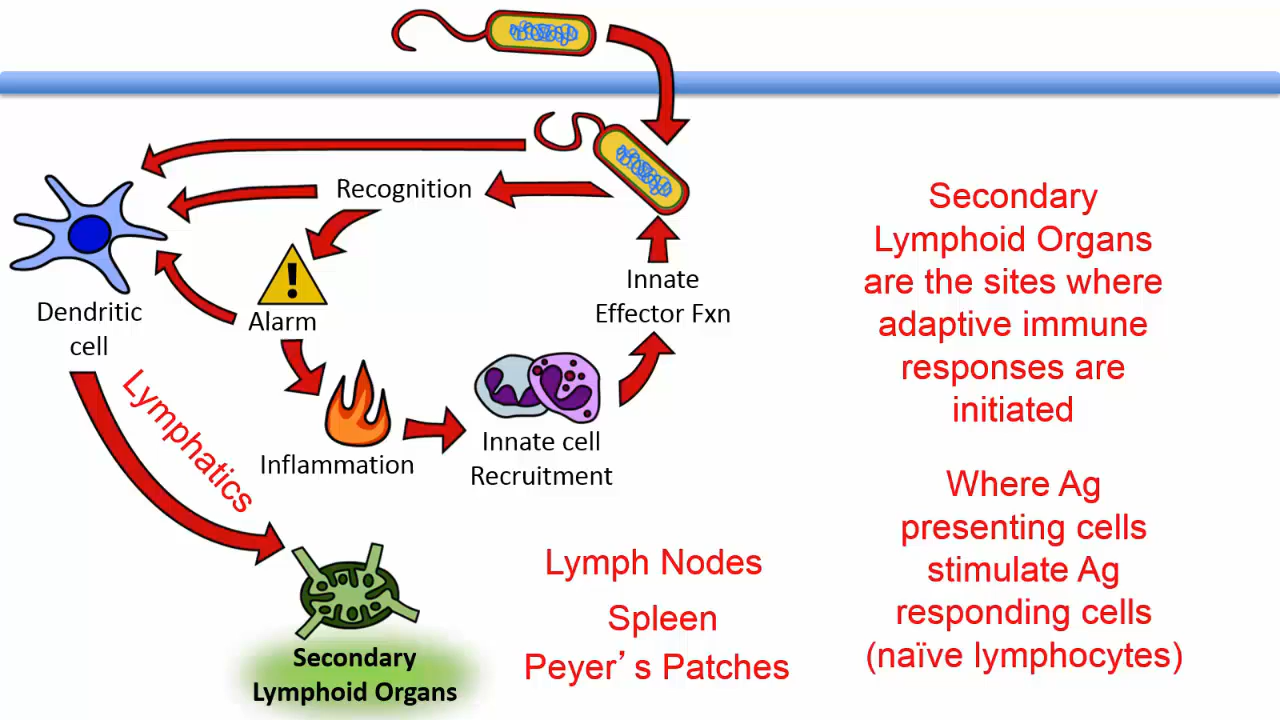 Recognition
Dendritic
cell
Alarm
!
Innate
Effector Fxn
Lymphatics
Inflammation
Innate cell
Recruitment
Secondary
Lymphoid Organs
Lymph Nodes
Spleen
Peyer’s Patches
Secondary
Lymphoid Organs
are the sites where
adaptive immune
responses are
initiated
Where Ag
presenting cells
stimulate Ag
responding cells
(naïve lymphocytes)